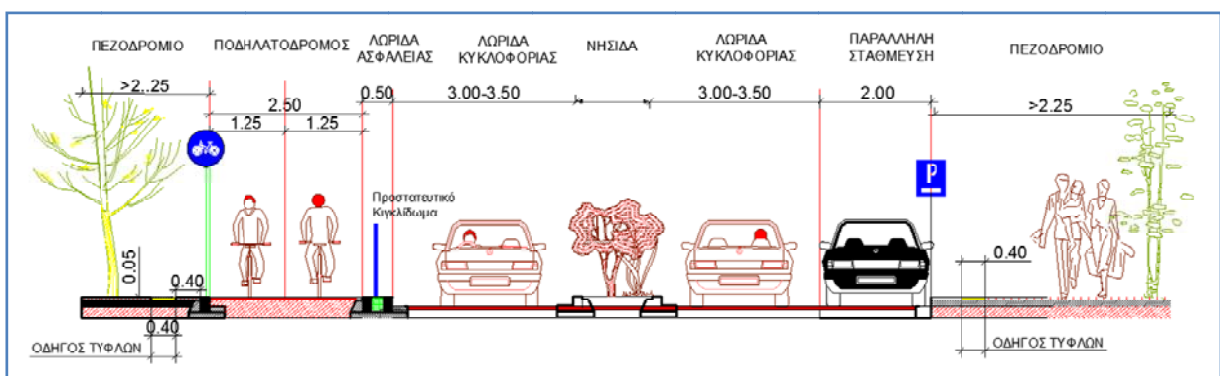 ΠΕΖΟΔΡΟΜΙΟ
ΠΟΔΗΛΑΤΟΔΡΟΜΟΣ
ΛΩΡΙΔΑ
ΑΣΦΑΛΕΙΑΣ
ΛΩΡΙΔΑ
ΚΥΚΛΟΦΟΡΙΑΣ
ΝΗΣΙΔΑ
ΛΩΡΙΔΑ
ΚΥΚΛΟΦΟΡΙΑΣ
ΠΑΡΑΛΛΗΛΗ
ΣΤΑΘΜΕΥΣΗ
ΠΕΖΟΔΡΟΜΙΟ
>2,.25
2.50
1.25
1.25
0.50
3.00-3.50
3.00-3.50
2.00
>2.25
P
Προστατευτικό
Κιγκλίδωμα
0.05
0.40
0.40
0.40
ΟΔΗΓΟΣ ΤΥΦΛΩΝ
ΟΔΗΓΟΣ ΤΥΦΛΩΝ